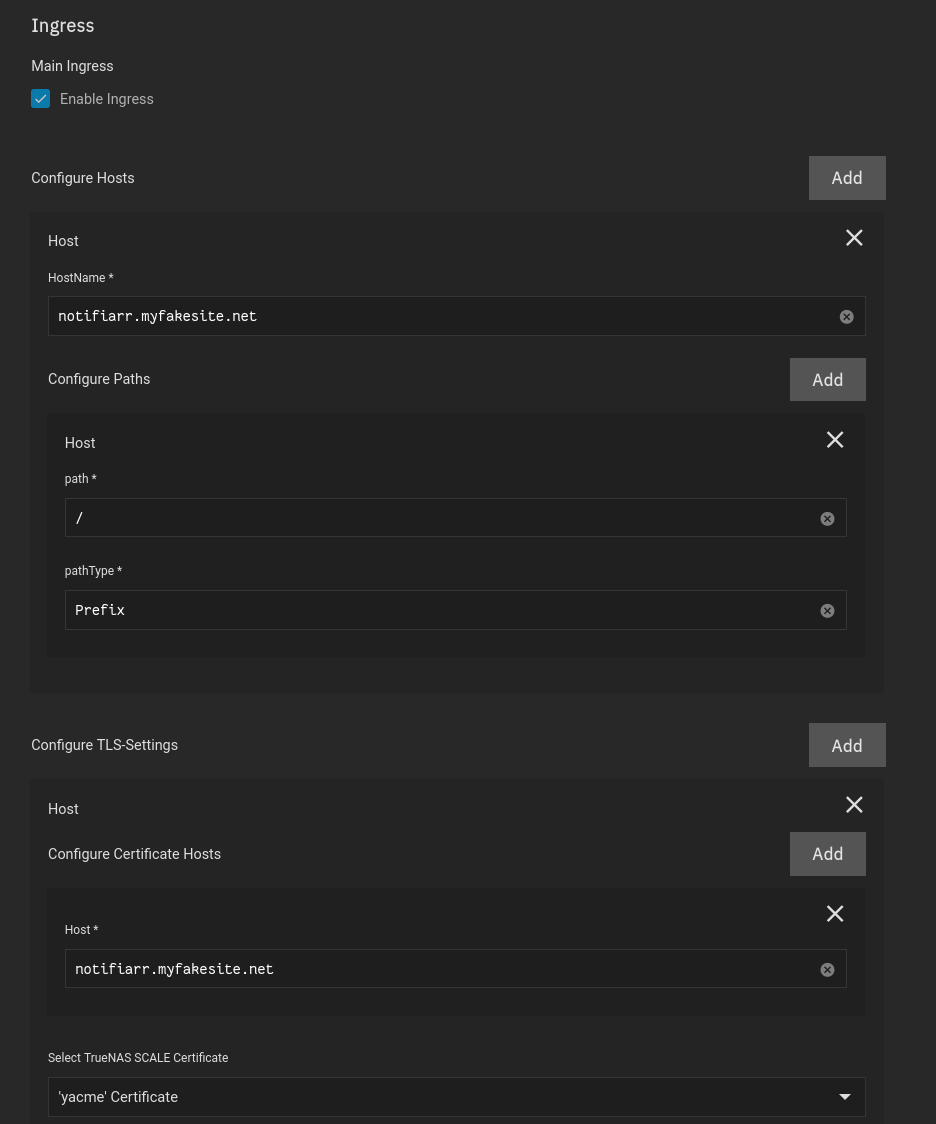 Ingress
Main Ingress
Enable Ingress
Configure Hosts
Add
Host
HostName *
notifiarr.myfakesite.net
Configure Paths
Add
Host
path *
/
pathType *
Prefix
Configure TLS-Settings
Add
Host
Configure Certificate Hosts
Add
Host *
notifiarr.myfakesite.net
Select TrueNAS SCALE Certificate
'yacme' Certificate